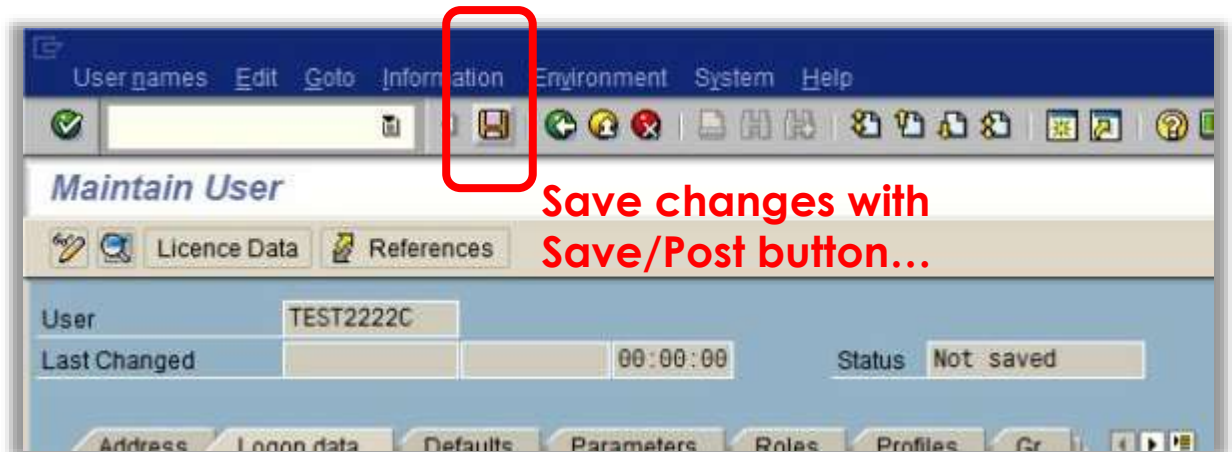 User names Edit Goto Information Environment System Help
Maintain User
Save changes with
Save/Post button...
Licence Data References
User TEST2222C
Last Changed 00:00:00 Status Not saved
Address Logon data Defaults Parameters Roles Profiles Gr